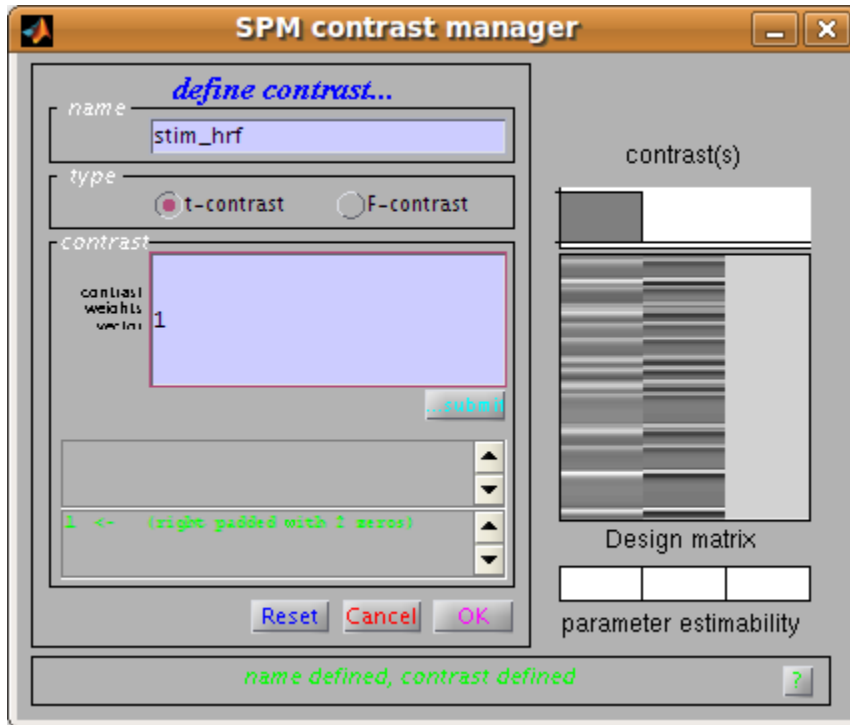 SPM contrast manager
define contrast...
name
stim_hrf
type
t-contrast
F-contrast
contrast
contrast
weights
vector
1
...submit
1 <- (right padded with 2 zeros)
Reset
Cancel
OK
contrast(s)
Design matrix
parameter estimability
name defined, contrast defined
?